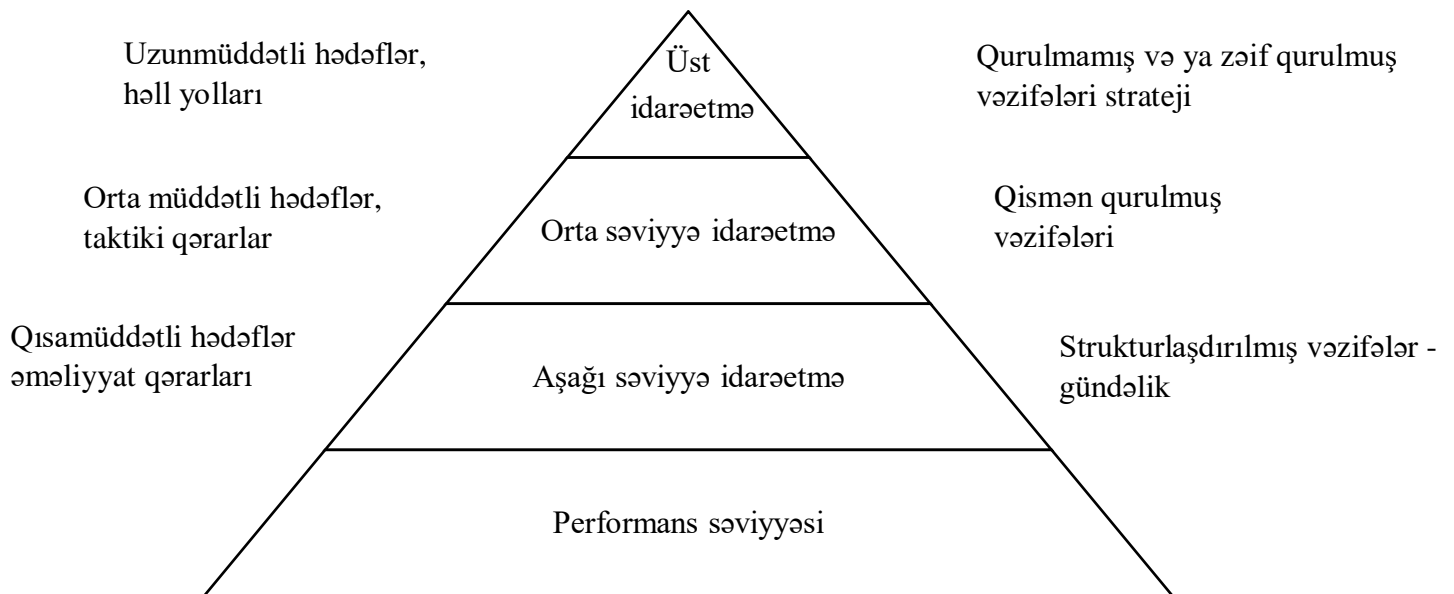 Uzunmüddətli hədəflər,
həll yolları
Üst
idarəetmə
Qurulmamış və ya zəif qurulmuş
vəzifələri strateji
Orta müddətli hədəflər,
taktiki qərarlar
Orta səviyyə idarəetmə
Qismən qurulmuş
vəzifələri
Qısamüddətli hədəflər
əməliyyat qərarları
Aşağı səviyyə idarəetmə
Strukturlaşdırılmış vəzifələr -
gündəlik
Performans səviyyəsi